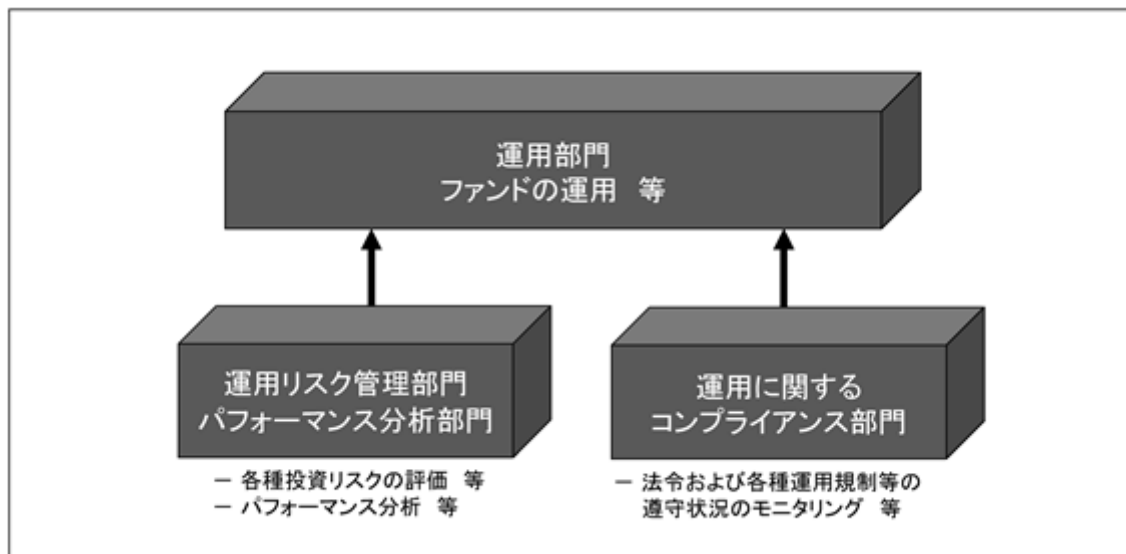 運用部門
ファンドの運用 等
運用リスク管理部門
パフォーマンス分析部門
－ 各種投資リスクの評価 等
－ パフォーマンス分析 等
運用に関する
コンプライアンス部門
－ 法令および各種運用規制等の
遵守状況のモニタリング 等